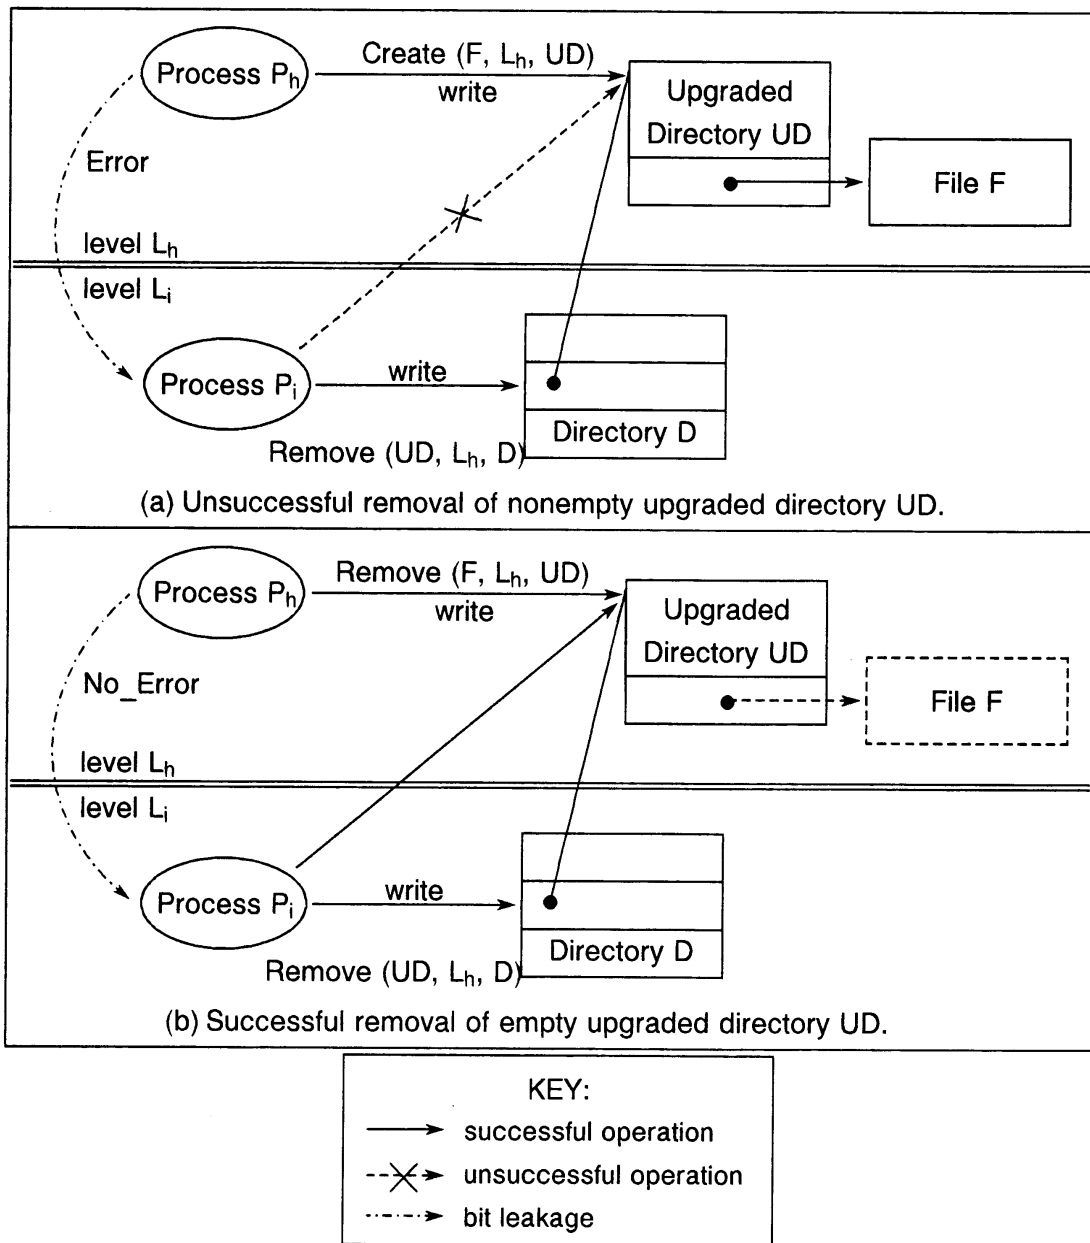 Process Pₕ
Create (F, Lₕ, UD)
write
Upgraded
Directory UD
File F
Error
level Lₕ
level Lᵢ
Process Pᵢ
write
Directory D
Remove (UD, Lₕ, D)
(a) Unsuccessful removal of nonempty upgraded directory UD.
Process Pₕ
Remove (F, Lₕ, UD)
write
Upgraded
Directory UD
File F
No_Error
level Lₕ
level Lᵢ
Process Pᵢ
write
Directory D
Remove (UD, Lₕ, D)
(b) Successful removal of empty upgraded directory UD.
KEY:
successful operation
unsuccessful operation
bit leakage